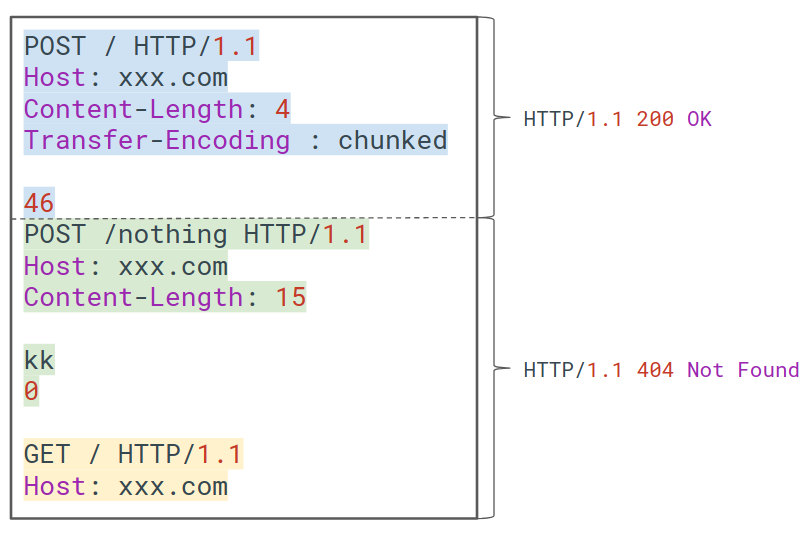 POST / HTTP/1.1
Host: xxx.com
Content-Length: 4
Transfer-Encoding : chunked
HTTP/1.1 200 OK
46
POST /nothing HTTP/1.1
Host: xxx.com
Content-Length: 15
kk
HTTP/1.1 404 Not Found
0
GET / HTTP/1.1
Host: xxx.com